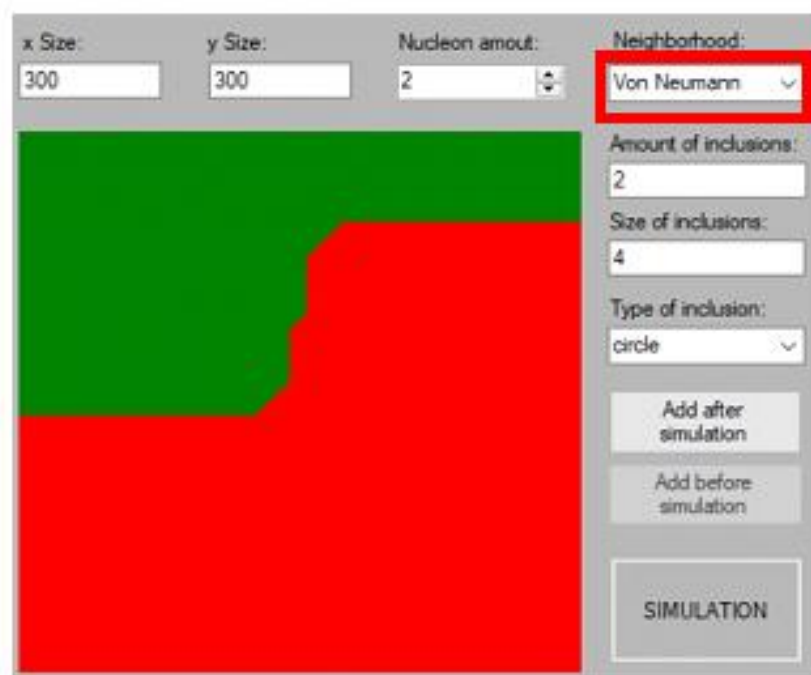 x Size:
y Size:
Nucleon amout:
Neighborhood:
300
300
2
Von Neumann
Amount of inclusions:
2
Size of inclusions:
4
Type of inclusion:
circle
Add after
simulation
Add before
simulation
SIMULATION